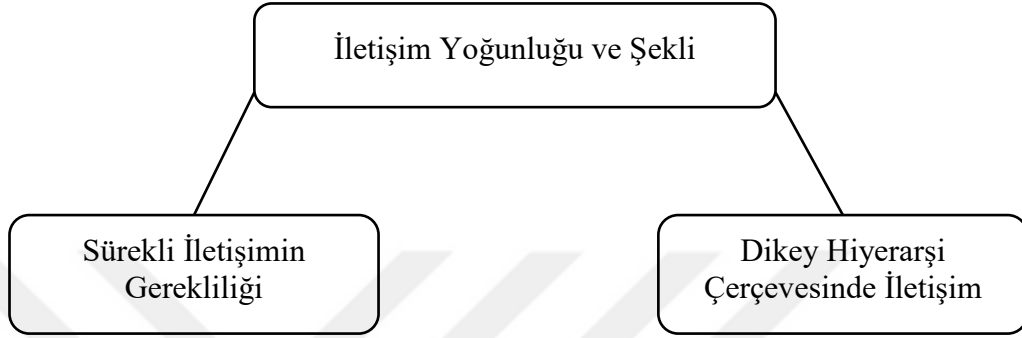 İletişim Yoğunluğu ve Şekli
Sürekli İletişimin
Gerekliliği
Dikey Hiyerarşi
Çerçevesinde İletişim